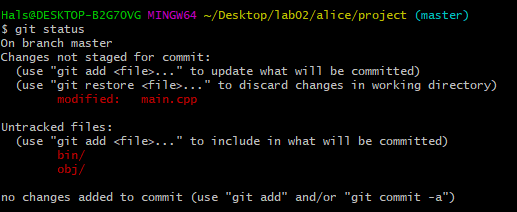 Hals@DESKTOP-B2G7OVG MINGW64 ~/Desktop/lab02/alice/project (master)
$ git status
On branch master
Changes not staged for commit:
  (use "git add <file>..." to update what will be committed)
  (use "git restore <file>..." to discard changes in working directory)
        modified:   main.cpp

Untracked files:
  (use "git add <file>..." to include in what will be committed)
        bin/
        obj/

no changes added to commit (use "git add" and/or "git commit -a")